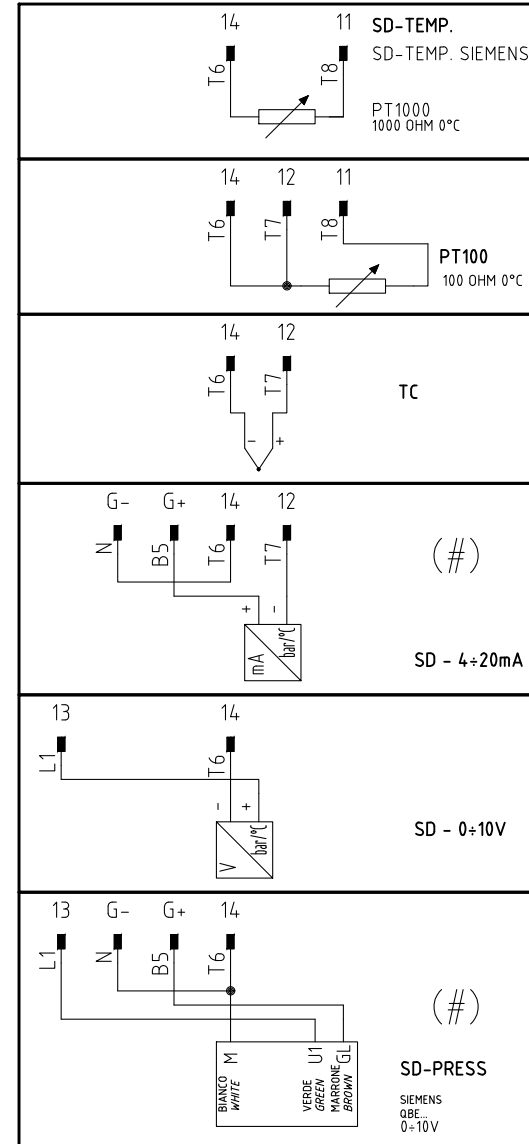 14 11 SD-TEMP.
SD-TEMP. SIEMENS
T6 T8
PT1000
1000 OHM 0°C
14 12 11
T6 T7 T8
PT100
100 OHM 0°C
14 12
T6 T7
TC
- +
G- G+ 14 12
N B5 T6 T7
(#)
+ -
mA bar/°C
SD - 4÷20mA
13 14
L1 T6
- +
V bar/°C
SD - 0÷10V
13 G- G+ 14
L1 N B5 T6
(#)
M U1 GL
BIANCO VERDE MARRONE
WHITE GREEN BROWN
SD-PRESS
SIEMENS
QBE...
0÷10V